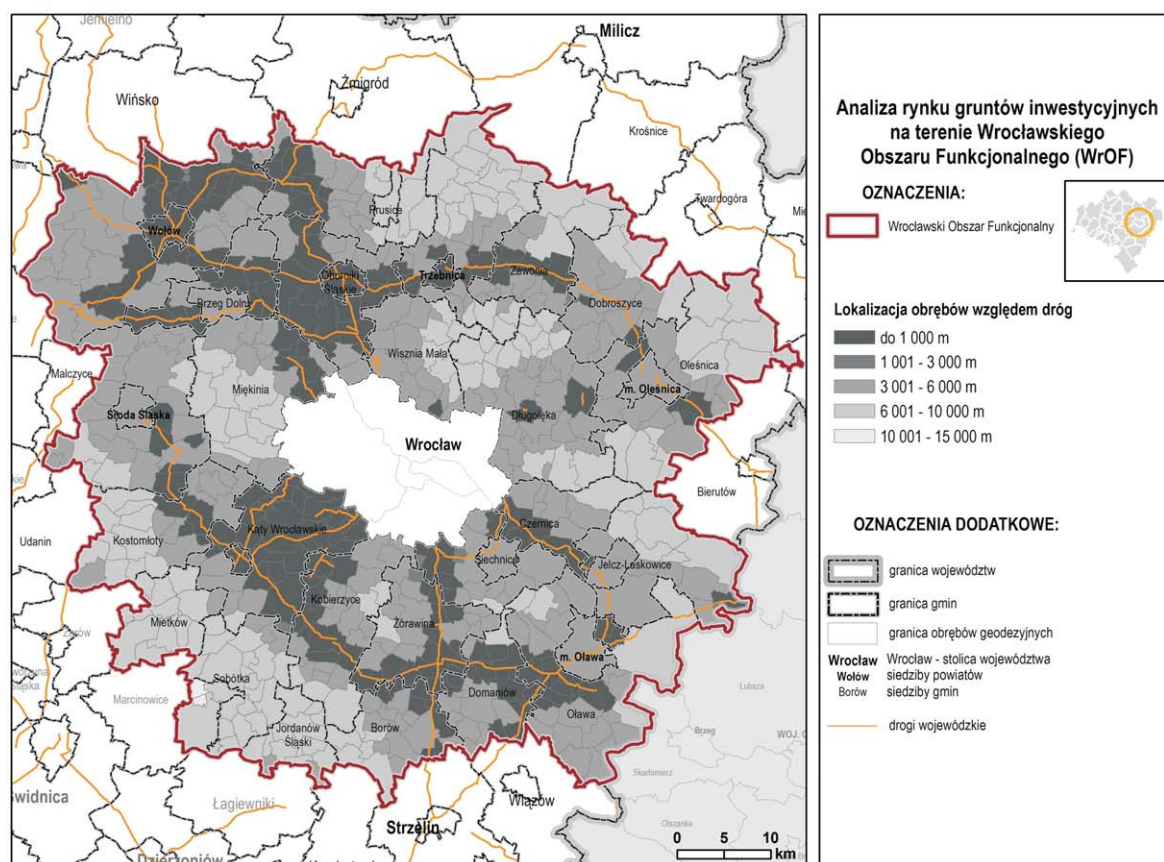 Jemielno
Milicz
Żmigród
Wińsko
Krośnice
Twardogóra
Prusice
Wołów
Oborniki
Śląskie
Trzebnica
Zawonia
Brzeg Dolny
Dobroszyce
Wisznia Mała
Oleśnica
Malczyce
Miękinia
m. Oleśnica
Środa Śląska
Długołęka
Wrocław
Bierutów
Kąty Wrocławskie
Czernica
Udanin
Kostomłoty
Siechnice
Jelcz-Laskowice
Kobierzyce
Mietków
Żórawina
Żarów
m. Oława
Sobótka
Marcinowice
Domaniów
Lubsza
Oława
Jordanów
Śląski
Borów
Brzeg
WOJ.
Skarbimierz
Świdnica
Łagiewniki
Wiązów
Strzelin
Olszanka
Dzierżoniów
0 5 10
km
Analiza rynku gruntów inwestycyjnych
na terenie Wrocławskiego
Obszaru Funkcjonalnego (WrOF)
OZNACZENIA:
Wrocławski Obszar Funkcjonalny
Lokalizacja obrębów względem dróg
do 1 000 m
1 001 - 3 000 m
3 001 - 6 000 m
6 001 - 10 000 m
10 001 - 15 000 m
OZNACZENIA DODATKOWE:
granica województw
granica gmin
granica obrębów geodezyjnych
Wrocław Wrocław - stolica województwa
Wołów siedziby powiatów
Borów siedziby gmin
drogi wojewódzkie